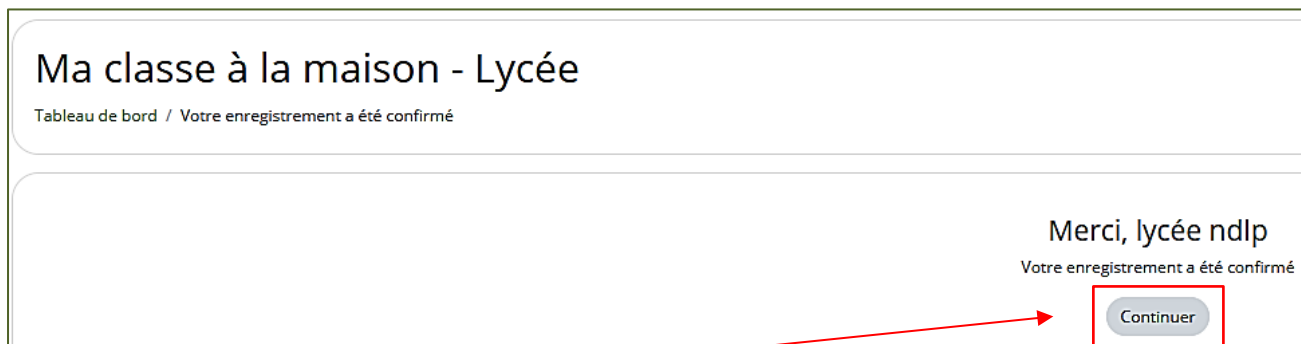 Ma classe à la maison - Lycée
Tableau de bord / Votre enregistrement a été confirmé
Merci, lycée ndlp
Votre enregistrement a été confirmé
Continuer